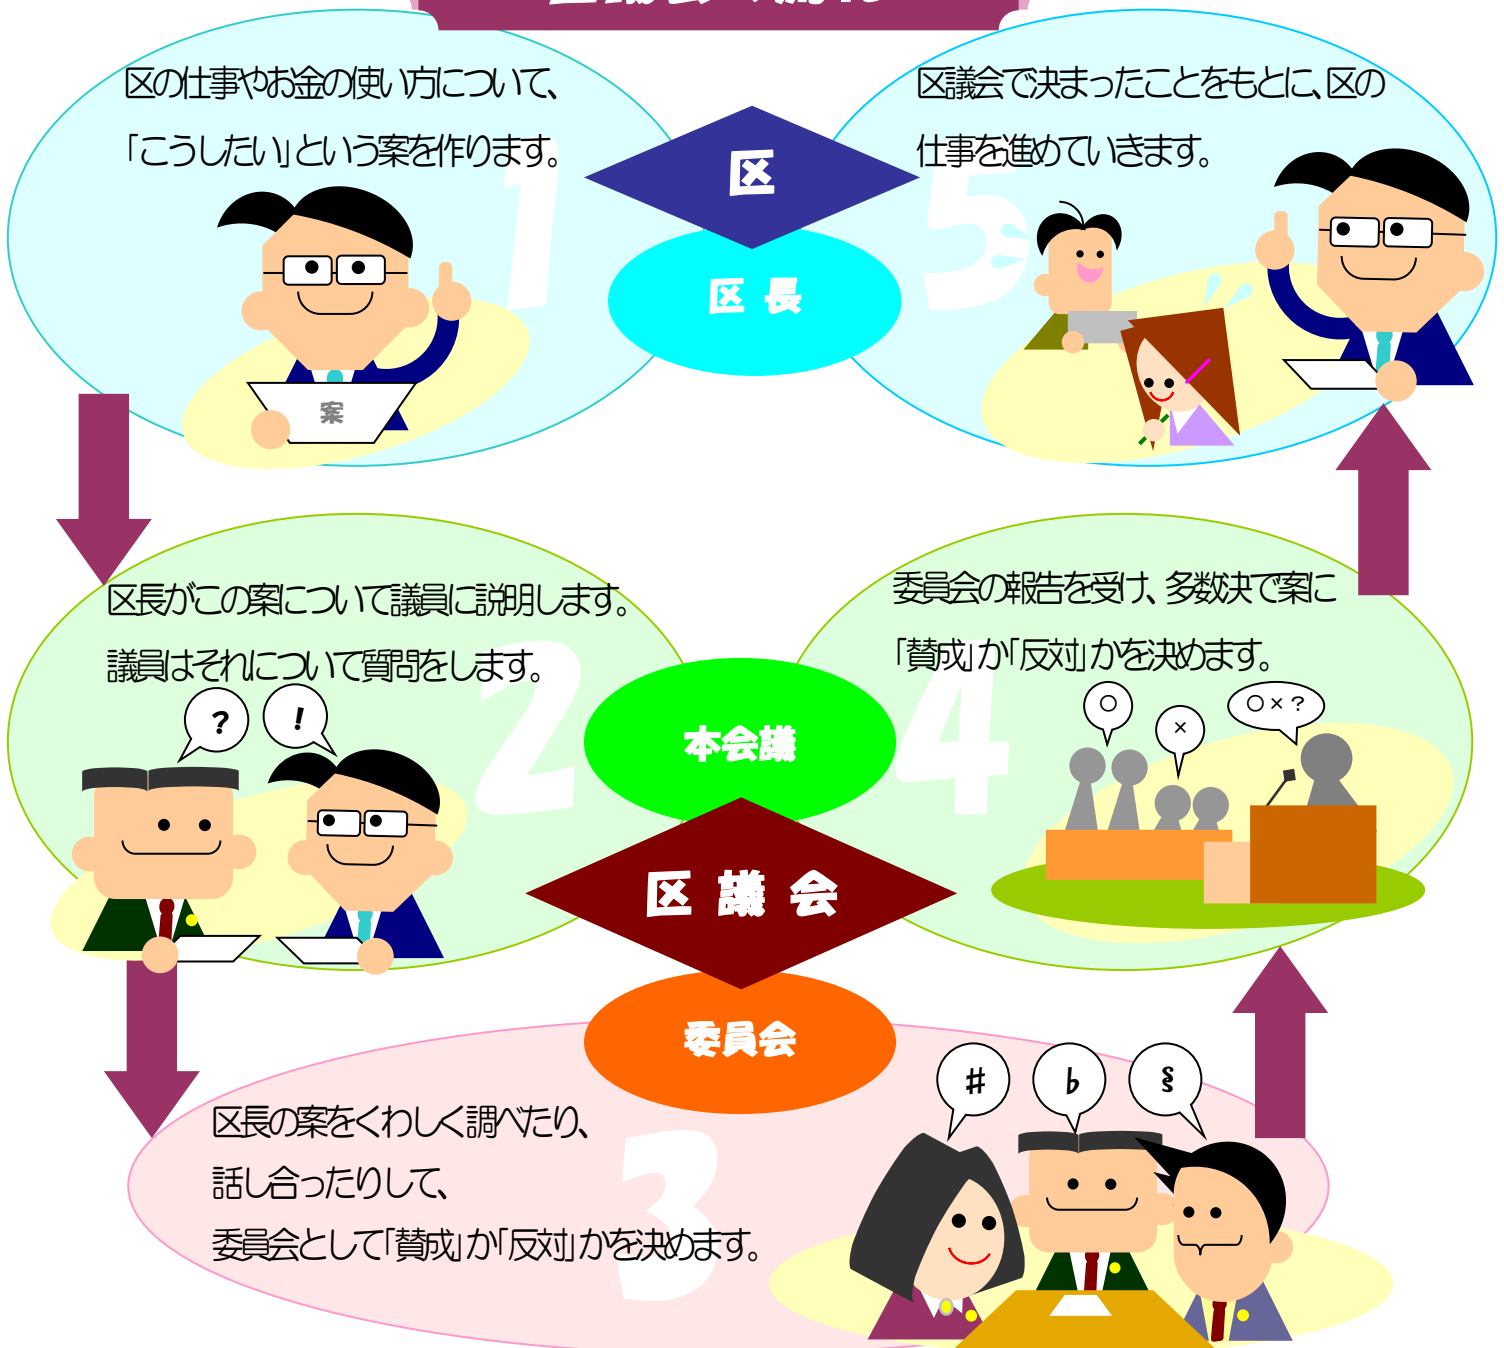 区の仕事やお金の使い方について、
「こうしたい」という案を作ります。
1
案
区
区長
区議会で決まったことをもとに、区の
仕事を進めていきます。
5
区長がこの案について議員に説明します。
議員はそれについて質問をします。
2
?
!
本会議
区議会
委員会
委員会の報告を受け、多数決で案に
「賛成」か「反対」かを決めます。
4
○
×
○×?
区長の案をくわしく調べたり、
話し合ったりして、
委員会として「賛成」か「反対」かを決めます。
3
♯
♭
§